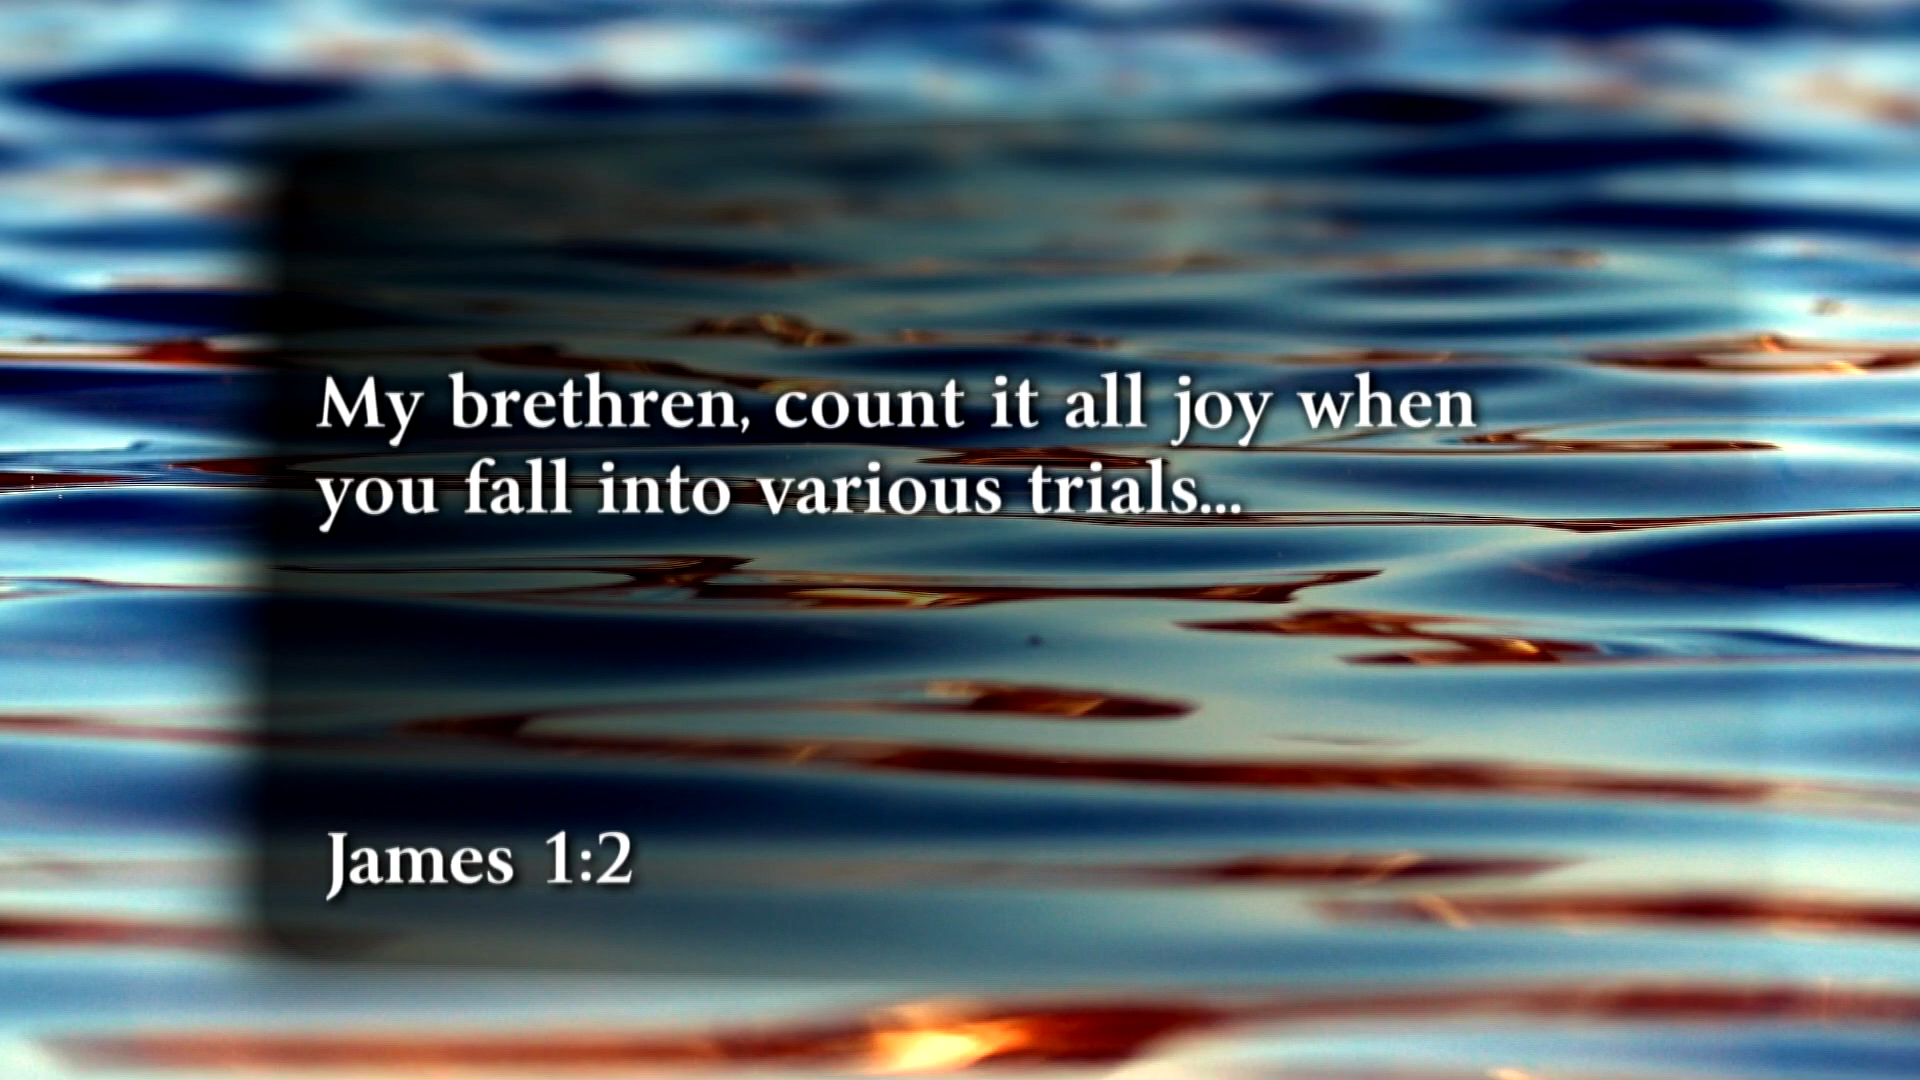 My brethren, count it all joy when
you fall into various trials...
James 1:2